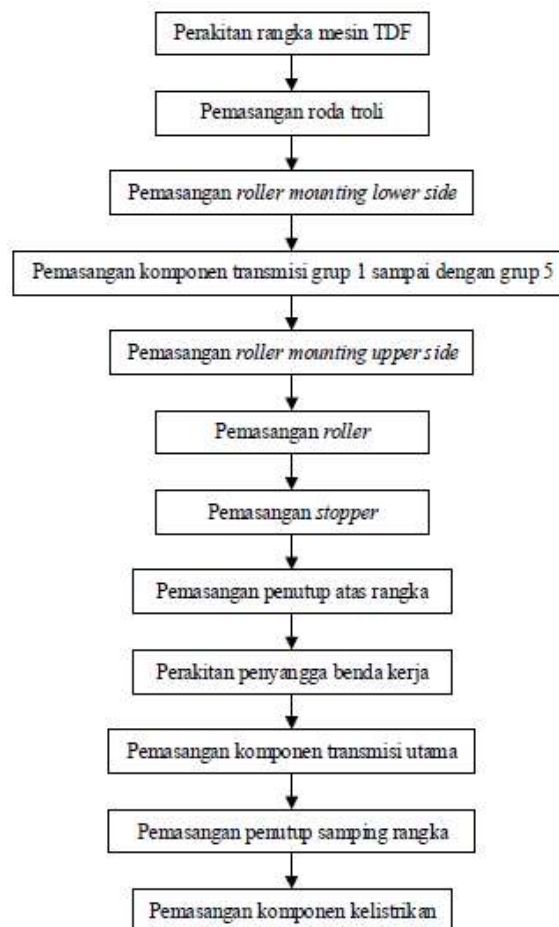 Perakitan rangka mesin TDF
Pemasangan roda troli
Pemasangan roller mounting lower side
Pemasangan komponen transmisi grup 1 sampai dengan grup 5
Pemasangan roller mounting upper side
Pemasangan roller
Pemasangan stopper
Pemasangan penutup atas rangka
Perakitan penyangga benda kerja
Pemasangan komponen transmisi utama
Pemasangan penutup samping rangka
Pemasangan komponen kelistrikan